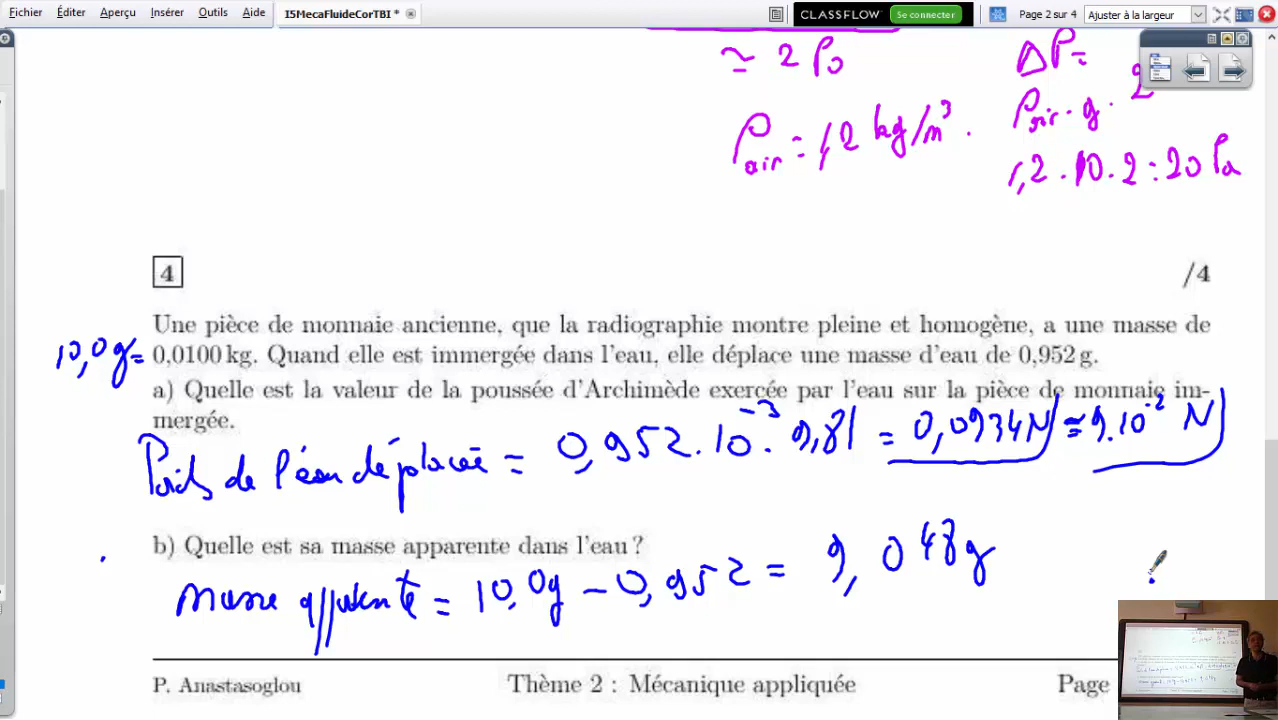 Fichier Éditer Aperçu Insérer Outils Aide I5MecaFluideCorTBI * CLASSFLOW Se connecter Page 2 sur 4 Ajuster à la largeur
≃ 2 P₀
ΔP =
ρair · g · 2
ρair = 1,2 kg/m³.
1,2 · 10 · 2 = 20 Pa
4 /4
Une pièce de monnaie ancienne, que la radiographie montre pleine et homogène, a une masse de
10,0g = 0,0100 kg. Quand elle est immergée dans l'eau, elle déplace une masse d'eau de 0,952 g.
a) Quelle est la valeur de la poussée d'Archimède exercée par l'eau sur la pièce de monnaie im-
mergée.
Poids de l'eau déplacée = 0,952 . 10⁻³ . 9,81 = 0,0934 N ≃ 9.10⁻² N
b) Quelle est sa masse apparente dans l'eau ?
Masse apparente = 10,0g - 0,952 = 9,048g
P. Anastasoglou Thème 2 : Mécanique appliquée Page